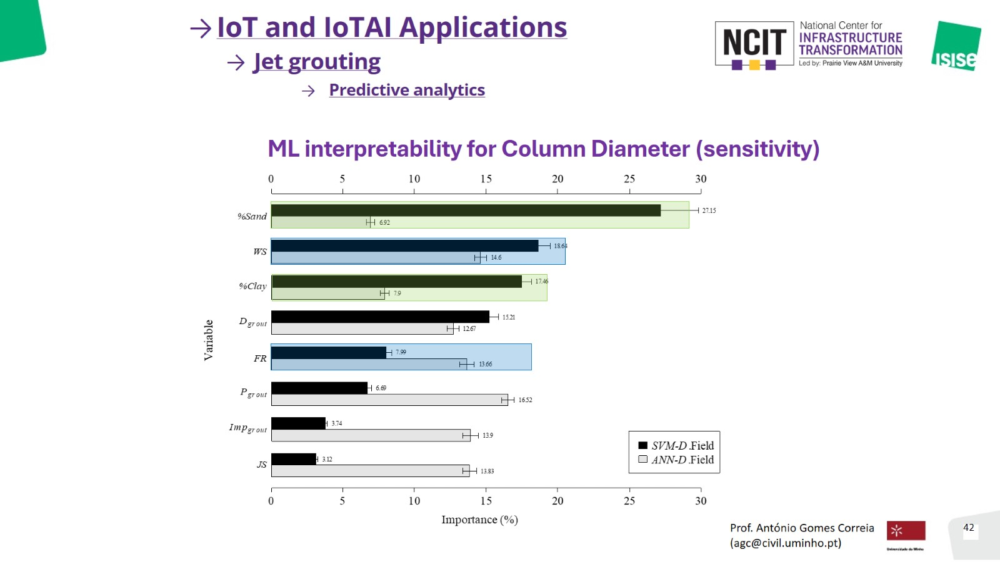 → IoT and IoTAI Applications
→ Jet grouting
→ Predictive analytics
NCIT
National Center for
INFRASTRUCTURE
TRANSFORMATION
Led by: Prairie View A&M University
ISISE
ML interpretability for Column Diameter (sensitivity)
0 5 10 15 20 25 30
%Sand
27.15
6.92
WS
18.64
14.6
%Clay
17.46
7.9
Dgrout
15.21
12.67
FR
7.99
13.66
Pgrout
6.69
16.52
Impgrout
3.74
13.9
JS
3.12
13.83
Variable
SVM-D.Field
ANN-D.Field
0 5 10 15 20 25 30
Importance (%)
Prof. António Gomes Correia
(agc@civil.uminho.pt)
Universidade do Minho
42